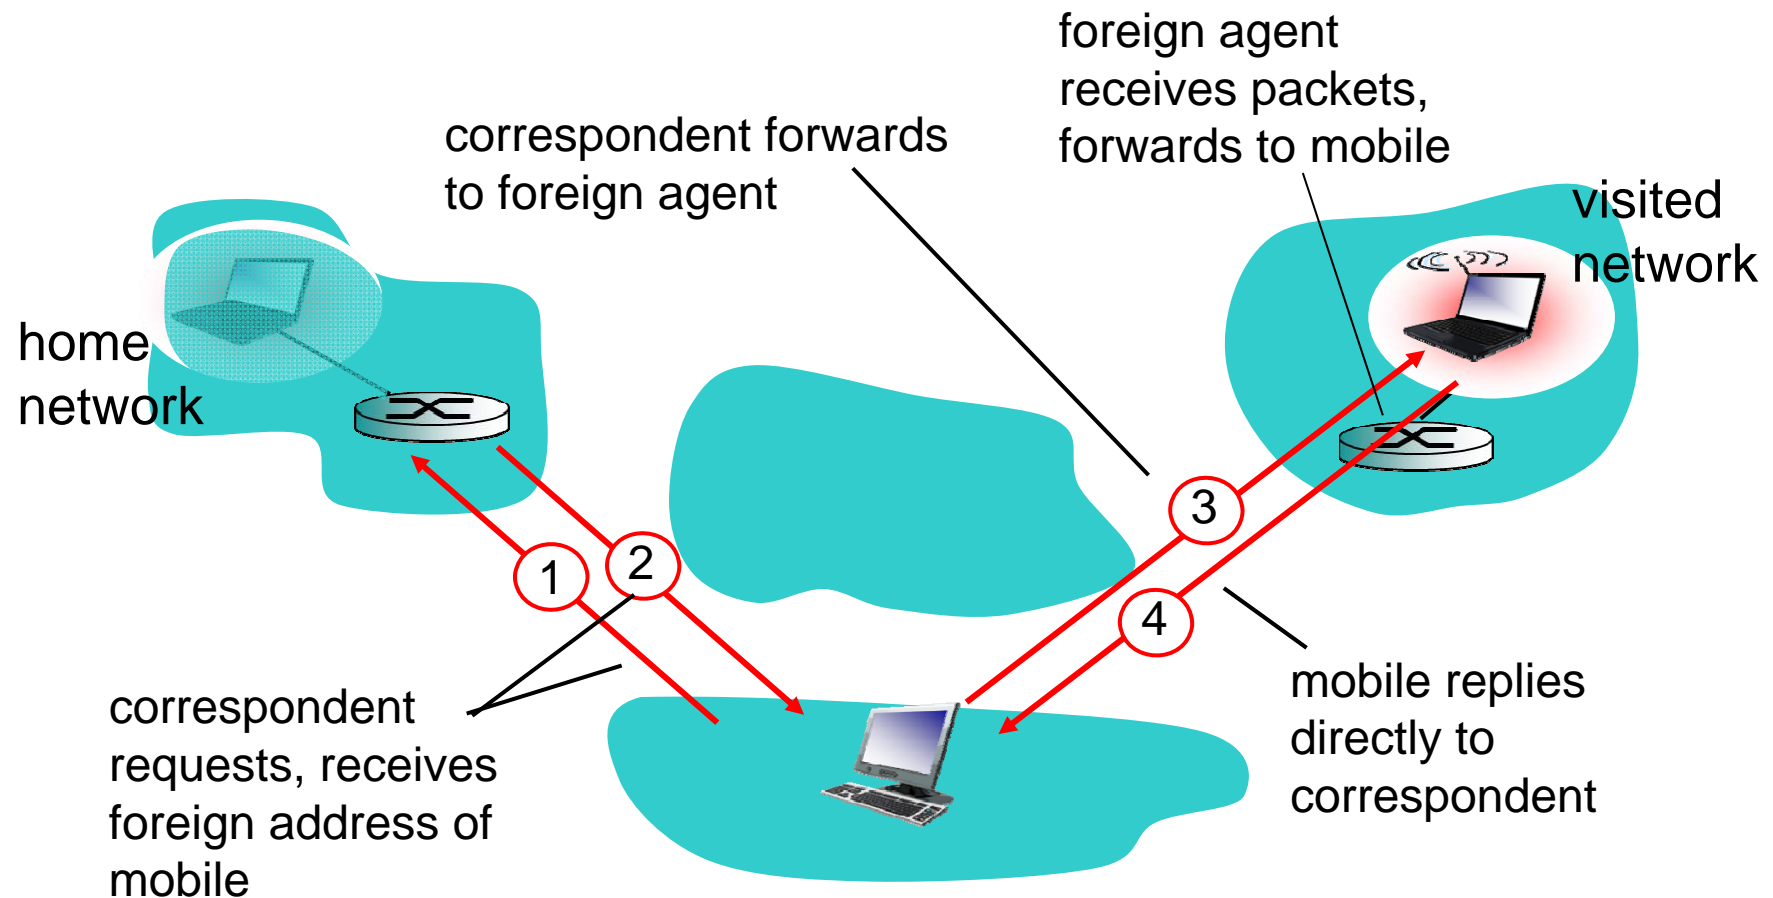 foreign agent
receives packets,
forwards to mobile
correspondent forwards
to foreign agent
visited
network
home
network
1
2
3
4
correspondent
requests, receives
foreign address of
mobile
mobile replies
directly to
correspondent